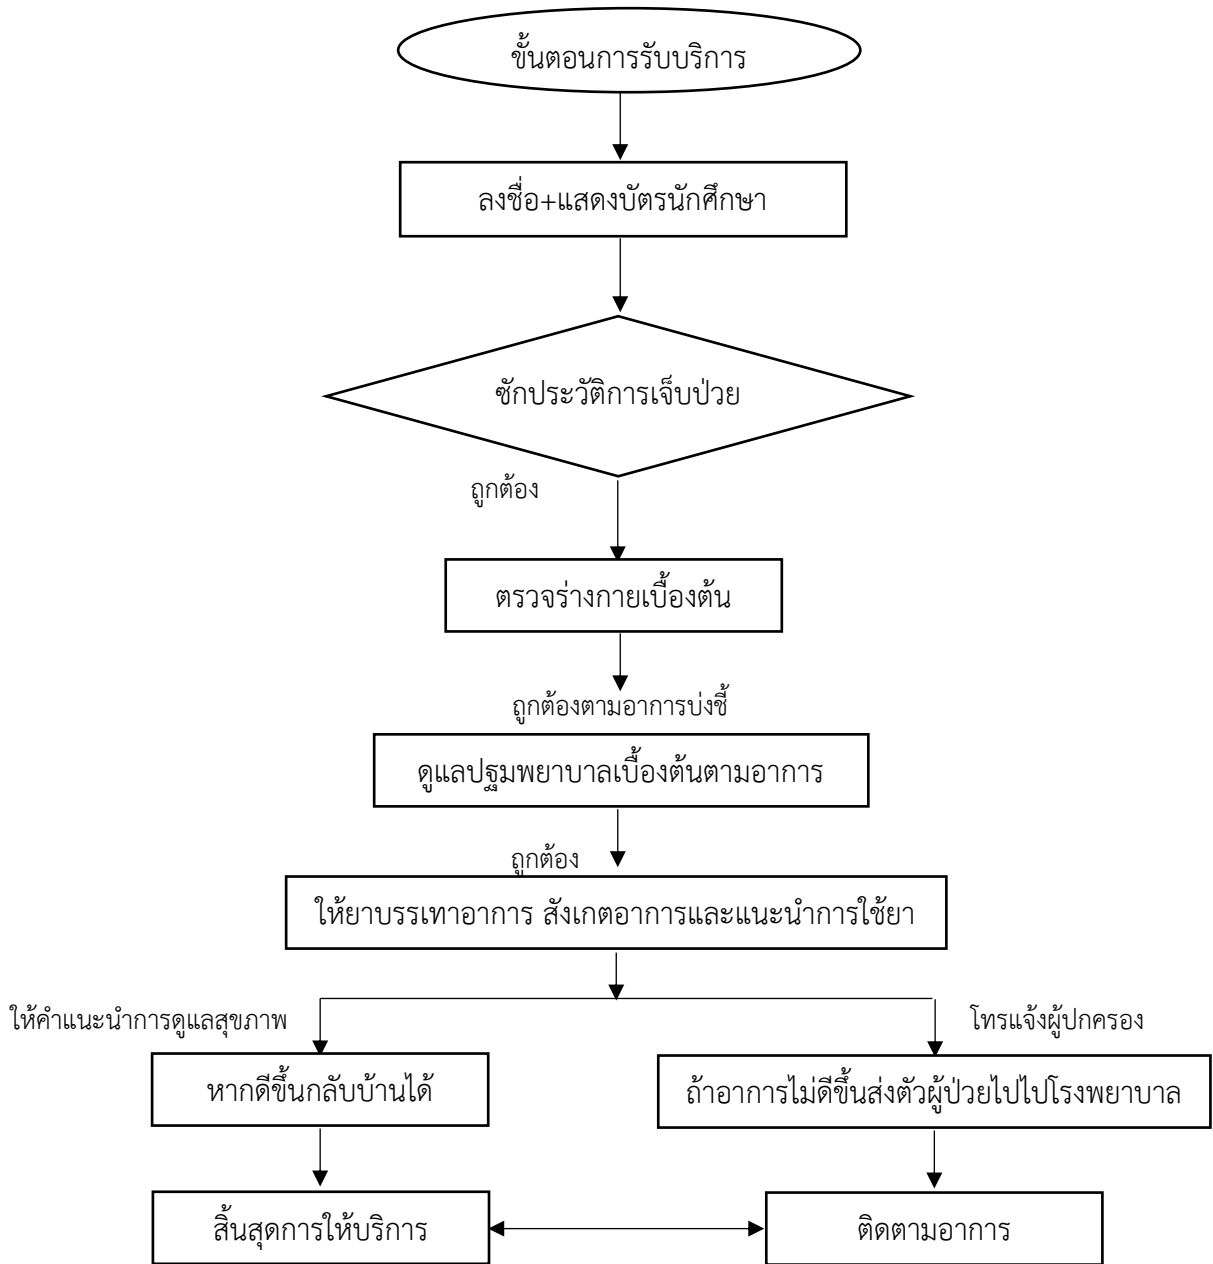 ขั้นตอนการรับบริการ
ลงชื่อ+แสดงบัตรนักศึกษา
ซักประวัติการเจ็บป่วย
ถูกต้อง
ตรวจร่างกายเบื้องต้น
ถูกต้องตามอาการบ่งชี้
ดูแลปฐมพยาบาลเบื้องต้นตามอาการ
ถูกต้อง
ให้ยาบรรเทาอาการ สังเกตอาการและแนะนำการใช้ยา
ให้คำแนะนำการดูแลสุขภาพ
โทรแจ้งผู้ปกครอง
หากดีขึ้นกลับบ้านได้
ถ้าอาการไม่ดีขึ้นส่งตัวผู้ป่วยไปไปโรงพยาบาล
สิ้นสุดการให้บริการ
ติดตามอาการ